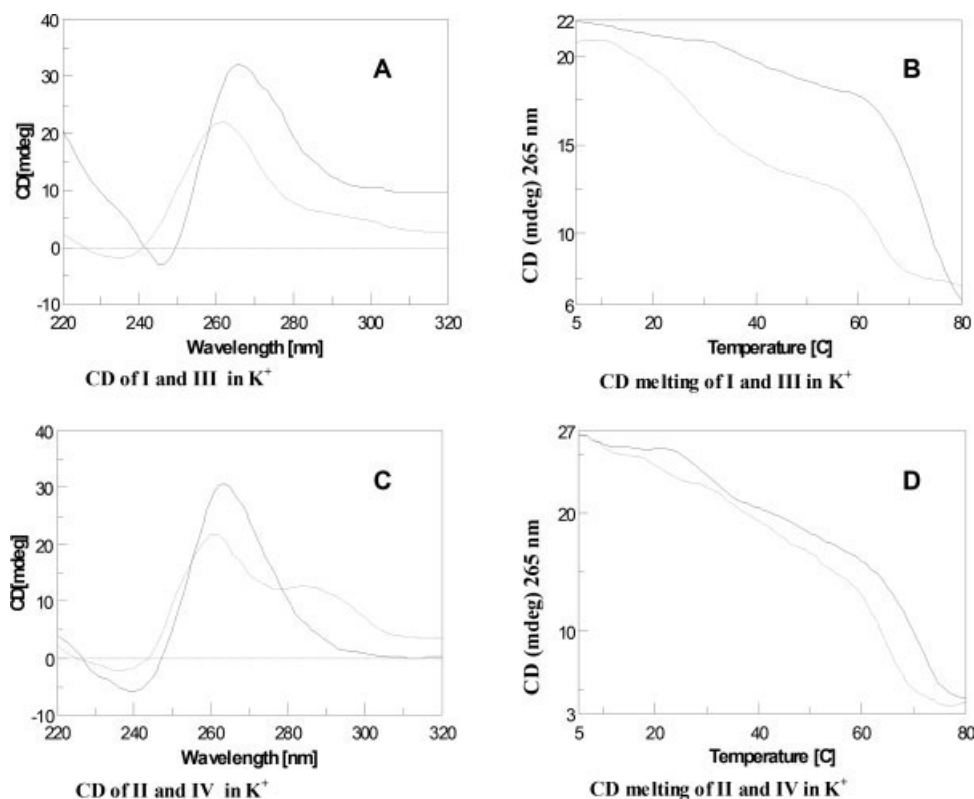 40
30
20
10
0
-10
CD[mdeg]
A
220 240 260 280 300 320
Wavelength [nm]
CD of I and III in K+
22
20
15
10
6
CD (mdeg) 265 nm
B
5 20 40 60 80
Temperature [C]
CD melting of I and III in K+
40
30
20
10
0
-10
CD[mdeg]
C
220 240 260 280 300 320
Wavelength [nm]
CD of II and IV in K+
27
20
10
3
CD (mdeg) 265 nm
D
5 20 40 60 80
Temperature [C]
CD melting of II and IV in K+